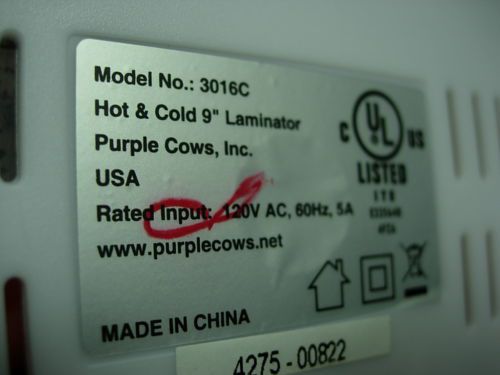 Model No.: 3016C
Hot & Cold 9" Laminator
Purple Cows, Inc.
USA
Rated Input: 120V AC, 60Hz, 5A
www.purplecows.net
MADE IN CHINA
C UL US
LISTED
4275 - 00822